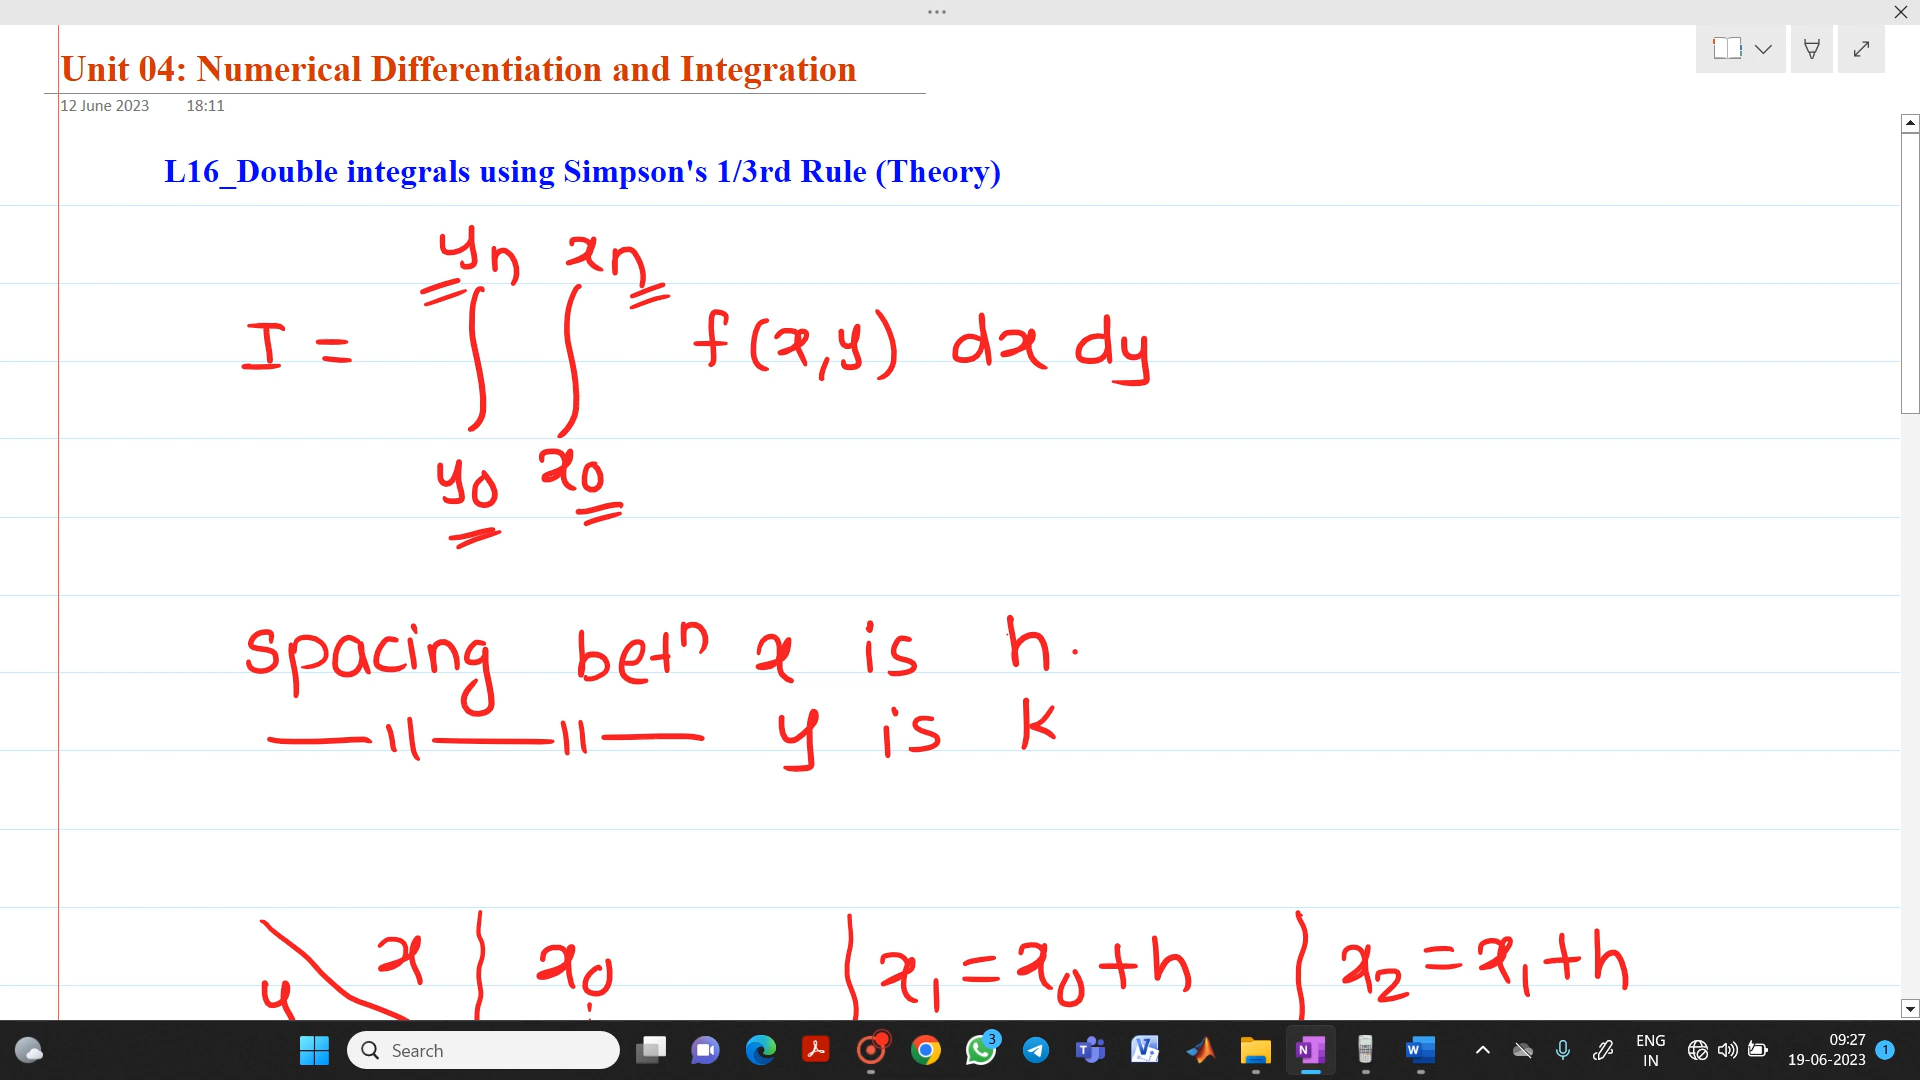 Unit 04: Numerical Differentiation and Integration
12 June 2023 18:11
L16_Double integrals using Simpson's 1/3rd Rule (Theory)
yn xn
I = ∫ ∫ f(x,y) dx dy
y0 x0
spacing betn x is h.
—"—"— y is k
x | x0 | x1 = x0 + h | x2 = x1 + h
y
Search
3
ENG
IN
09:27
19-06-2023
1